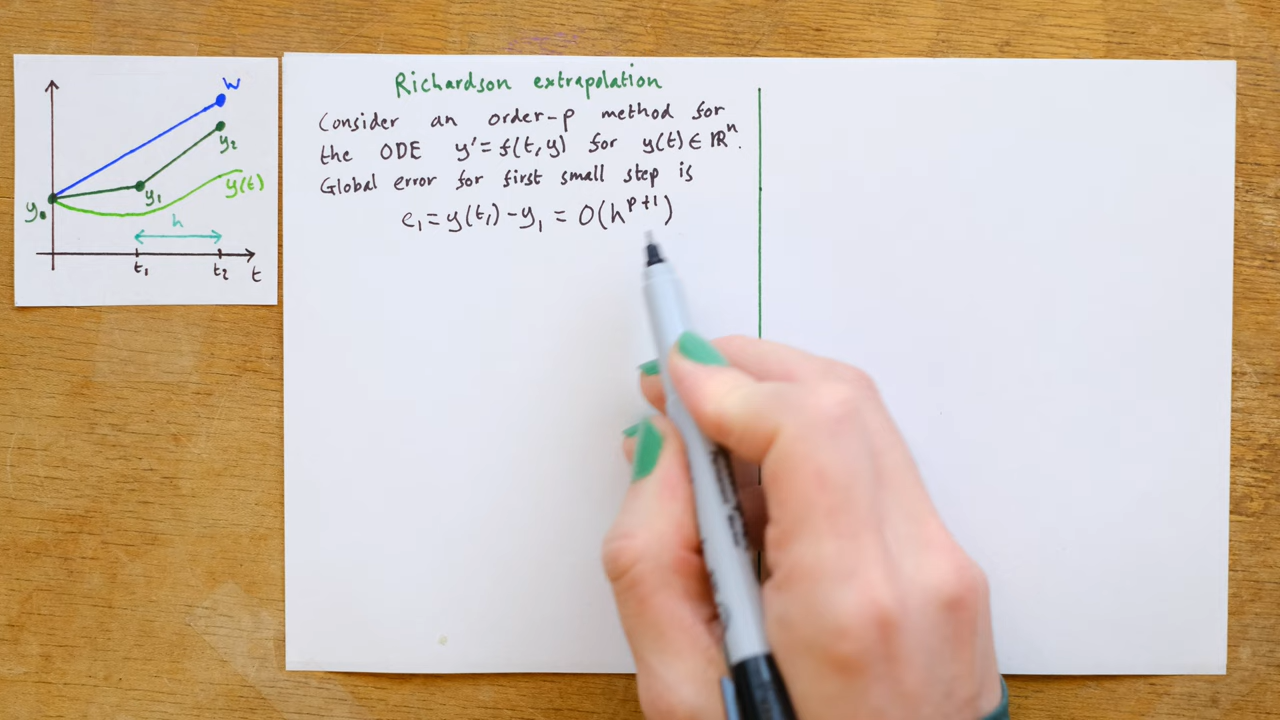 Richardson extrapolation
Consider an order-p method for
the ODE y' = f(t,y) for y(t) ∈ ℝⁿ.
Global error for first small step is
e₁ = y(t₁) - y₁ = O(h^{p+1})
w
y₂
y₀
y₁
y(t)
h
t₁
t₂
t